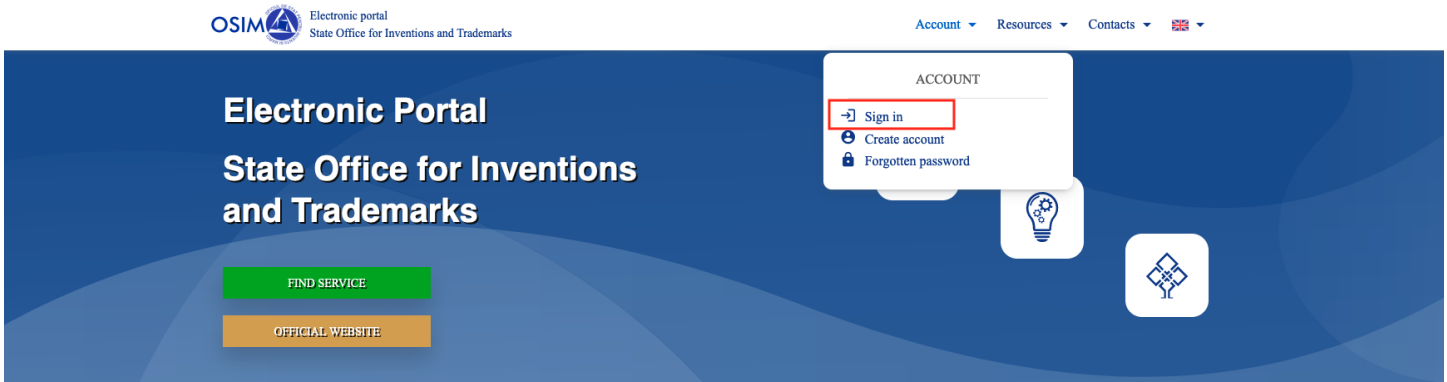 OSIM
Electronic portal
State Office for Inventions and Trademarks
Account
Resources
Contacts
ACCOUNT
Sign in
Create account
Forgotten password
Electronic Portal
State Office for Inventions
and Trademarks
FIND SERVICE
OFFICIAL WEBSITE